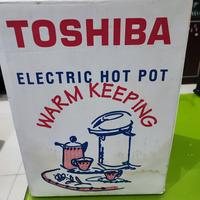 TOSHIBA
ELECTRIC HOT POT
WARM KEEPING